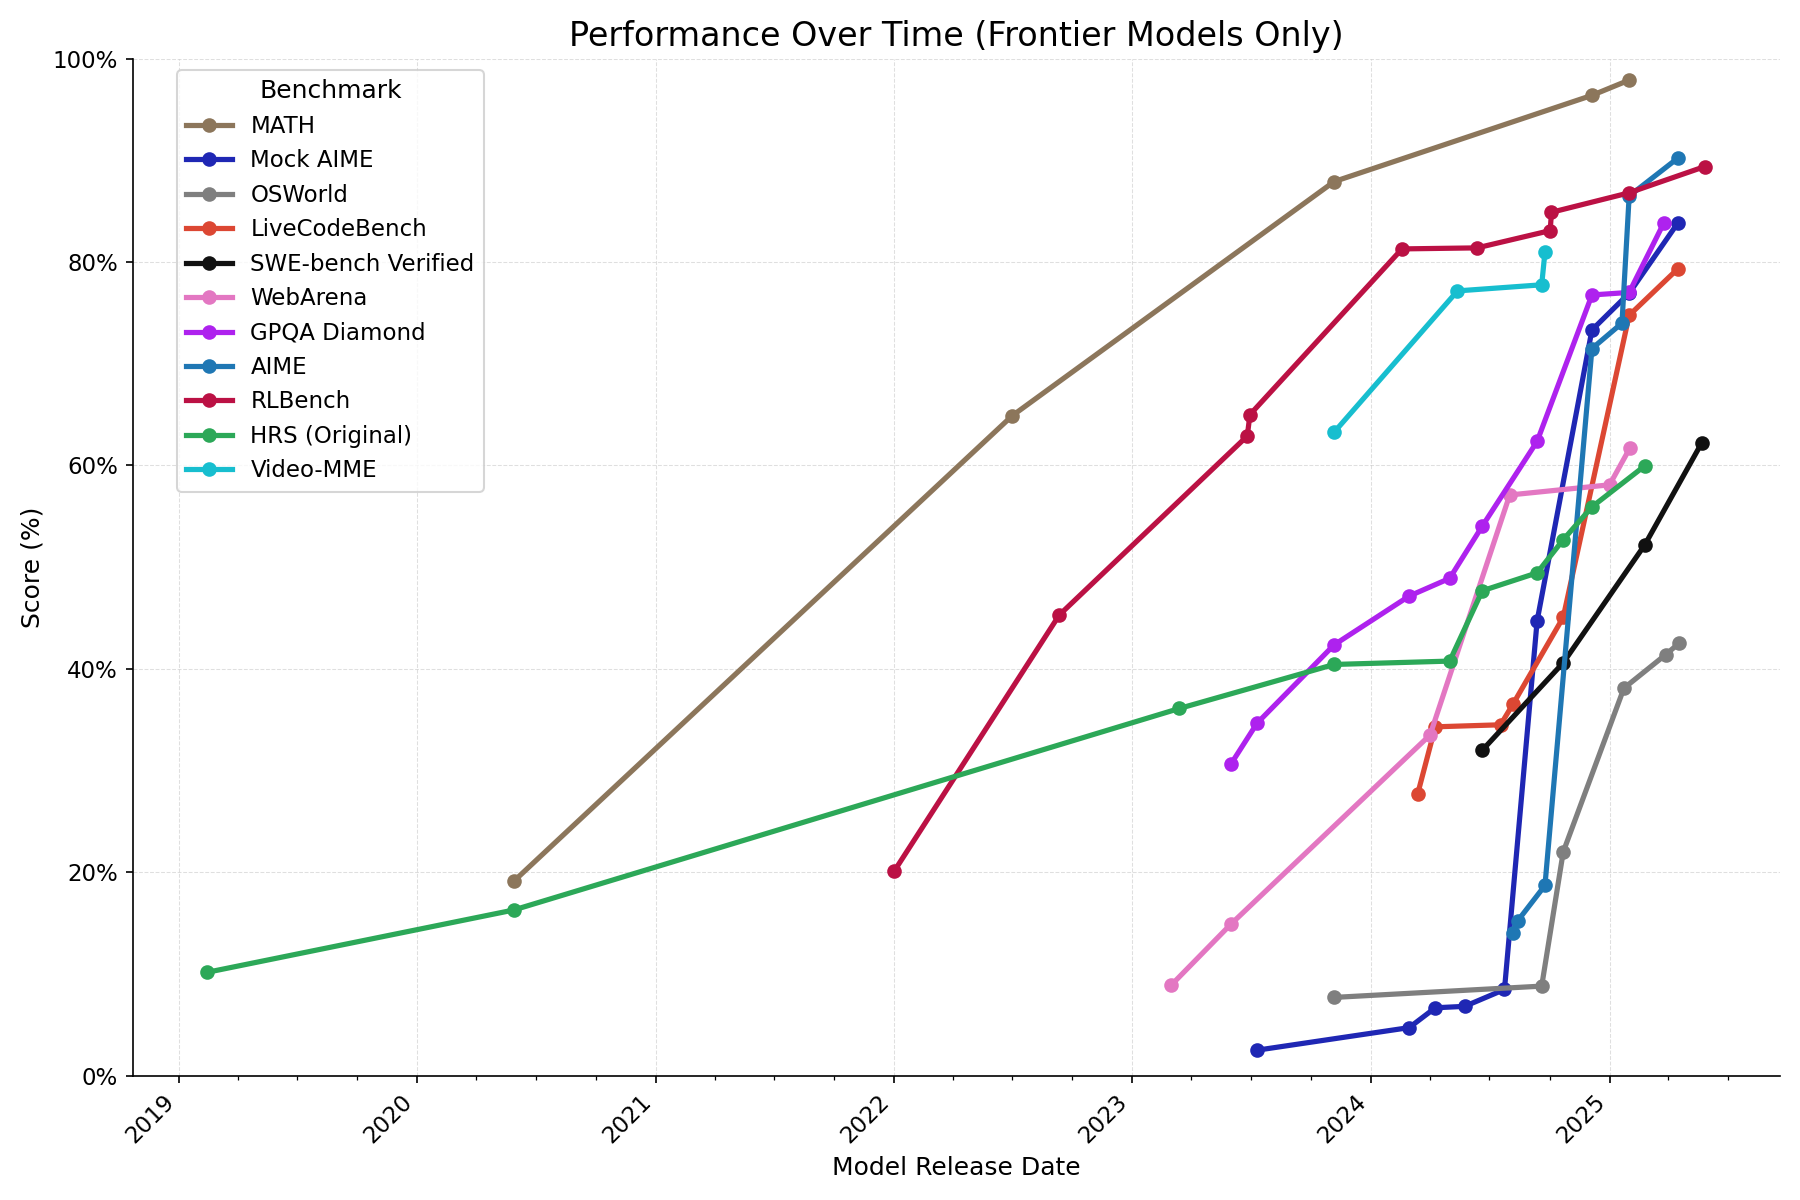 Performance Over Time (Frontier Models Only)
100%
80%
60%
40%
20%
0%
Score (%)
Benchmark
MATH
Mock AIME
OSWorld
LiveCodeBench
SWE-bench Verified
WebArena
GPQA Diamond
AIME
RLBench
HRS (Original)
Video-MME
2019
2020
2021
2022
2023
2024
2025
Model Release Date